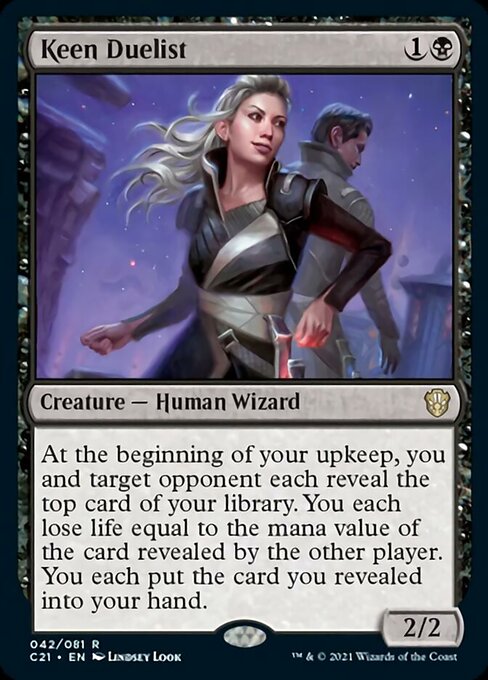 Keen Duelist 1
Creature — Human Wizard
At the beginning of your upkeep, you
and target opponent each reveal the
top card of your library. You each
lose life equal to the mana value of
the card revealed by the other player.
You each put the card you revealed
into your hand.
2/2
042/081 R
C21 • EN Lindsey Look ™ & © 2021 Wizards of the Coast